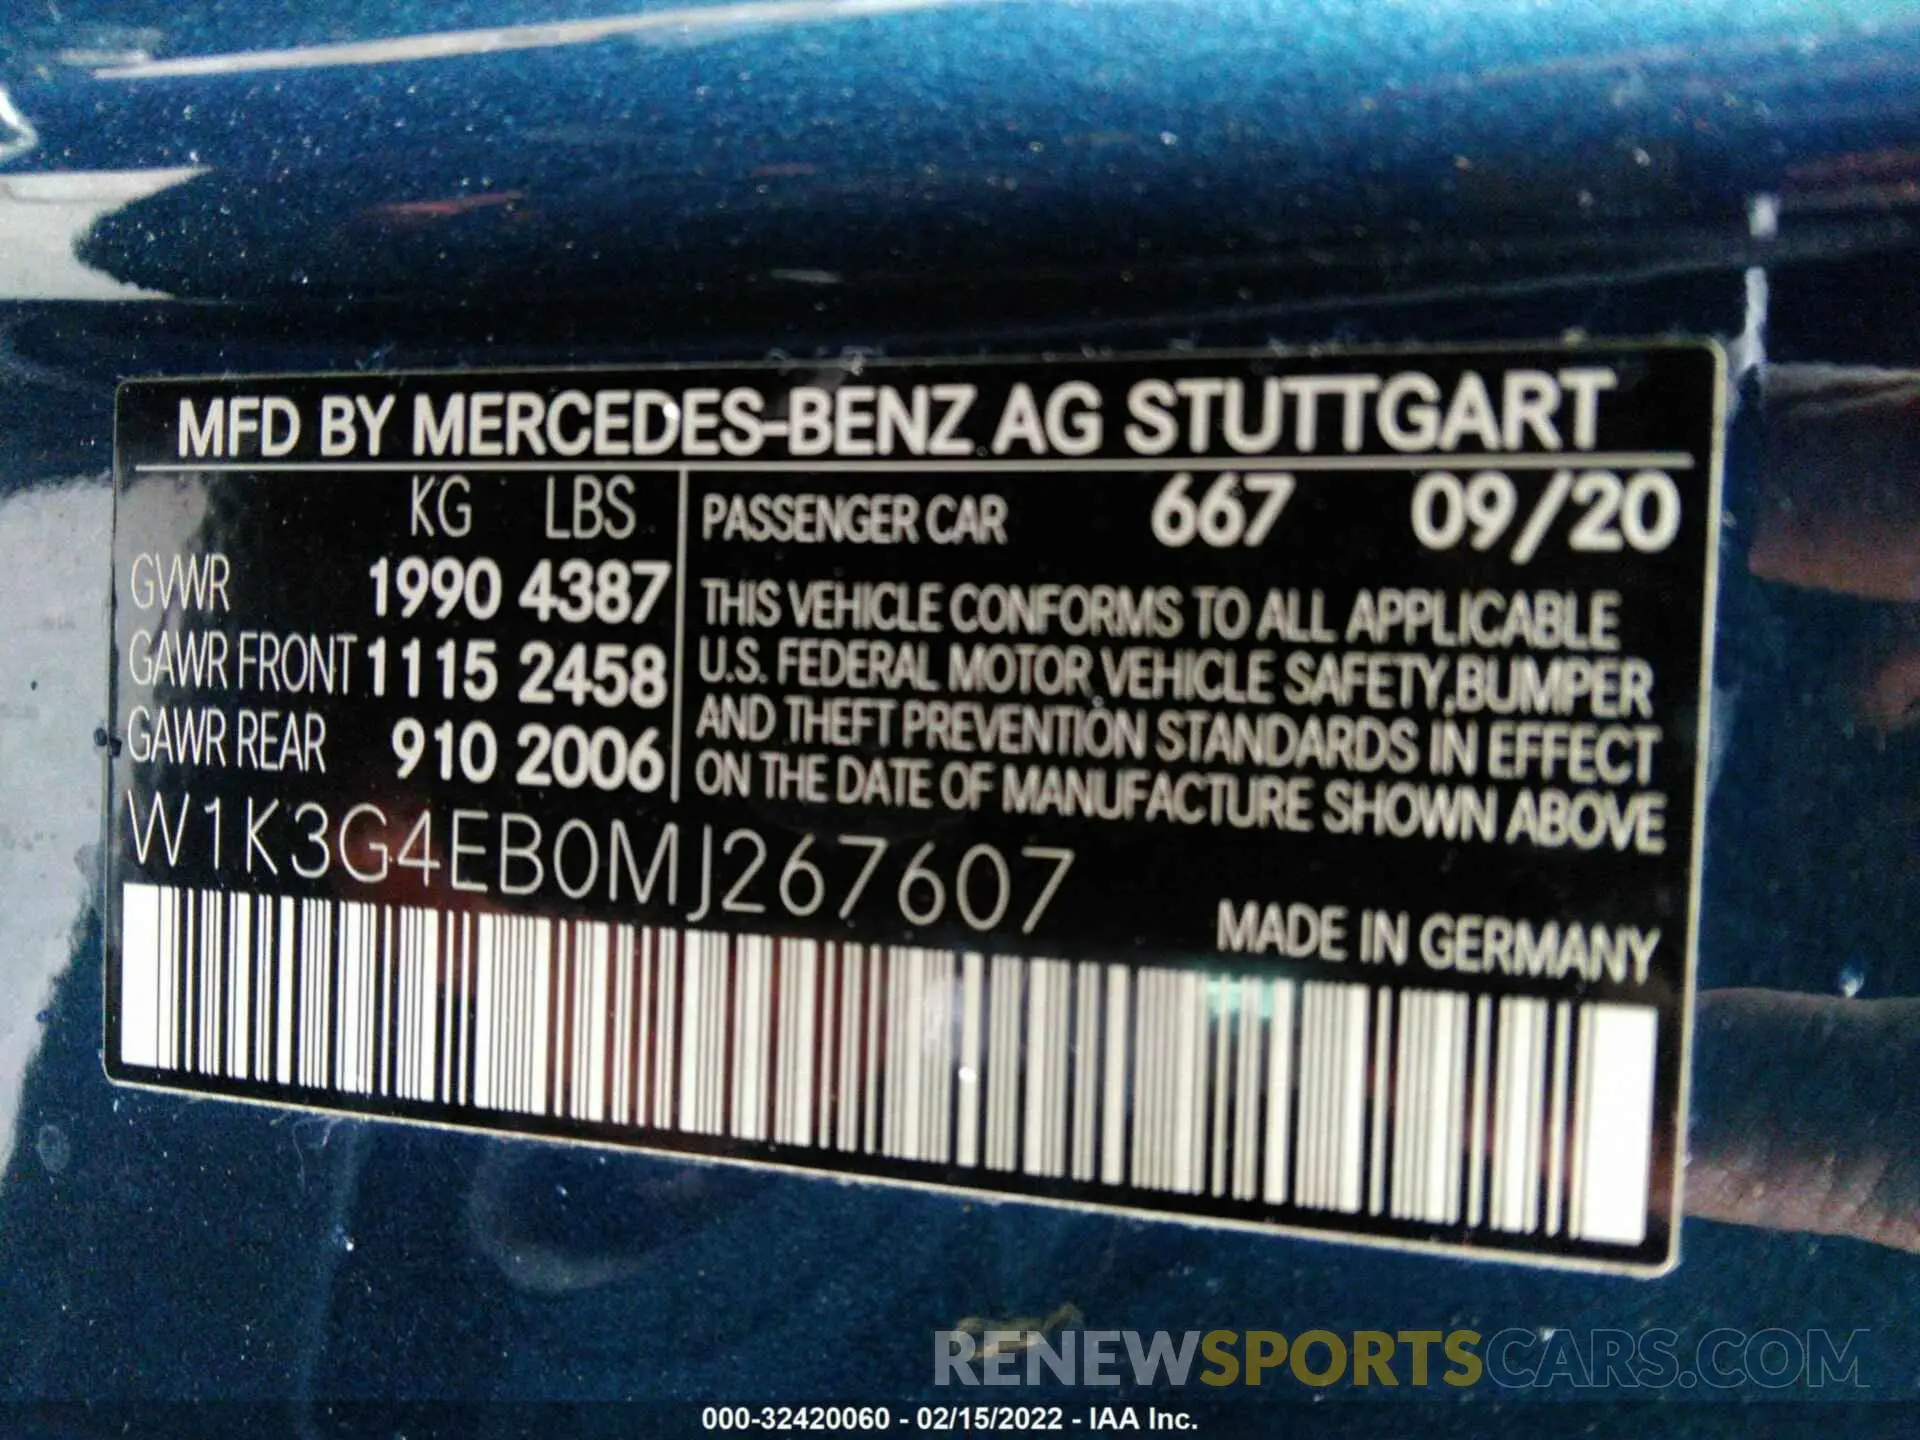 MFD BY MERCEDES-BENZ AG STUTTGART
KG LBS
GVWR 1990 4387
GAWR FRONT 1115 2458
GAWR REAR 910 2006
PASSENGER CAR 667 09/20
THIS VEHICLE CONFORMS TO ALL APPLICABLE
U.S. FEDERAL MOTOR VEHICLE SAFETY, BUMPER
AND THEFT PREVENTION STANDARDS IN EFFECT
ON THE DATE OF MANUFACTURE SHOWN ABOVE
W1K3G4EB0MJ267607
MADE IN GERMANY
RENEWSPORTSCARS.COM
000-32420060 - 02/15/2022 - IAA Inc.